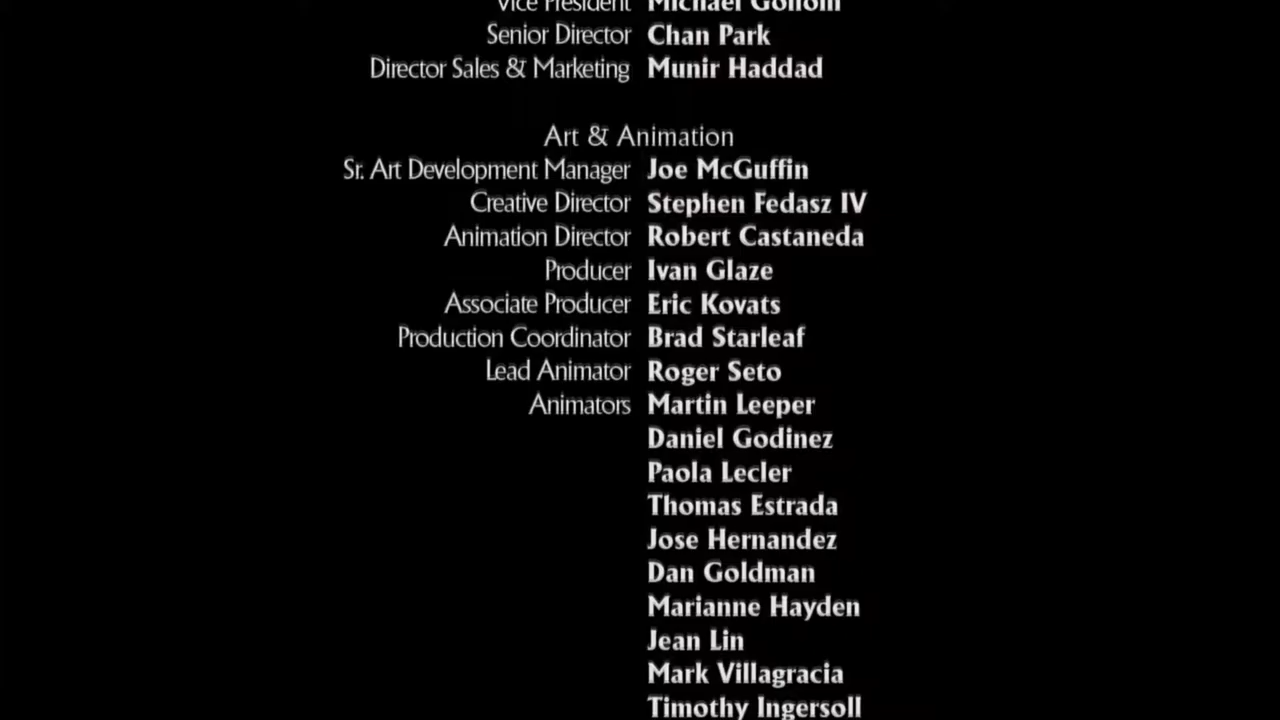 Vice President Michael
Senior Director Chan Park
Director Sales & Marketing Munir Haddad
Art & Animation
Sr. Art Development Manager Joe McGuffin
Creative Director Stephen Fedasz IV
Animation Director Robert Castaneda
Producer Ivan Glaze
Associate Producer Eric Kovats
Production Coordinator Brad Starleaf
Lead Animator Roger Seto
Animators Martin Leeper
Daniel Godinez
Paola Lecler
Thomas Estrada
Jose Hernandez
Dan Goldman
Marianne Hayden
Jean Lin
Mark Villagracia
Timothy Ingersoll